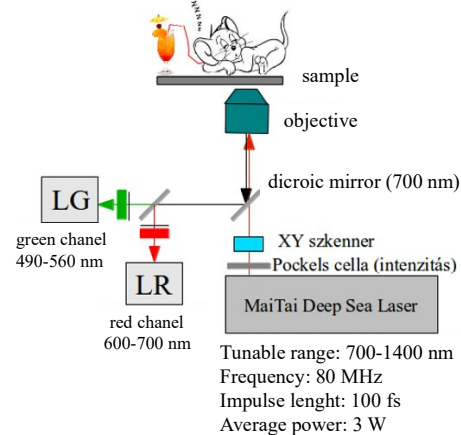 NNNN
sample
objective
dicroic mirror (700 nm)
LG
green chanel
490-560 nm
XY szkenner
Pockels cella (intenzitás)
LR
red chanel
600-700 nm
MaiTai Deep Sea Laser
Tunable range: 700-1400 nm
Frequency: 80 MHz
Impulse lenght: 100 fs
Average power: 3 W